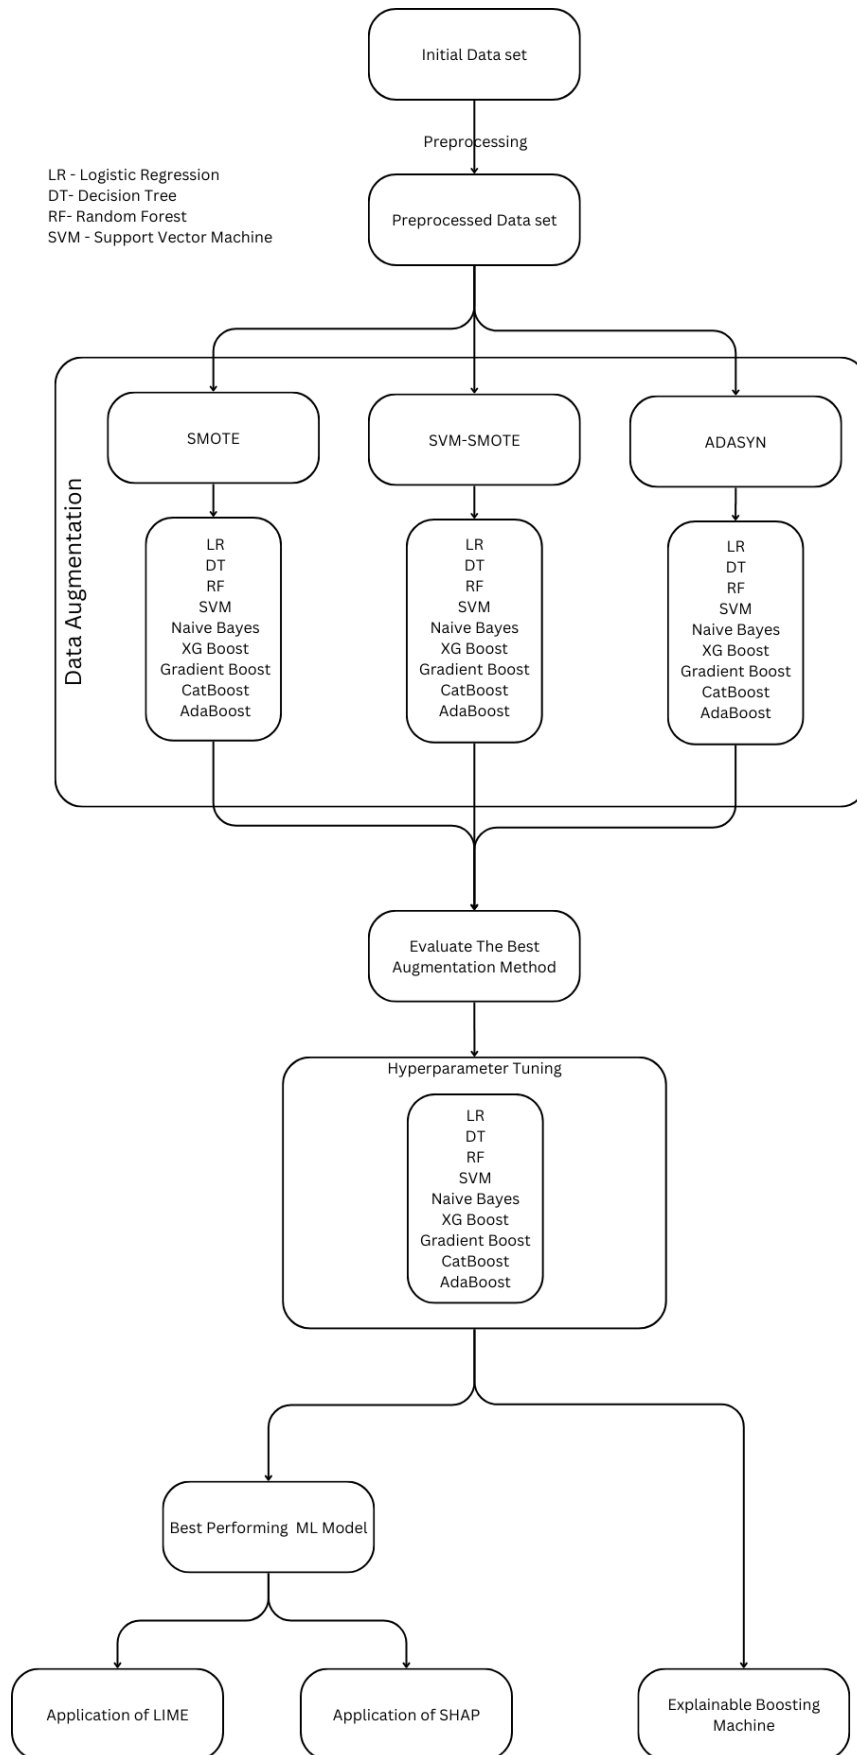 Initial Data set
Preprocessing
LR - Logistic Regression
DT- Decision Tree
RF- Random Forest
SVM - Support Vector Machine
Preprocessed Data set
Data Augmentation
SMOTE
LR
DT
RF
SVM
Naive Bayes
XG Boost
Gradient Boost
CatBoost
AdaBoost
SVM-SMOTE
LR
DT
RF
SVM
Naive Bayes
XG Boost
Gradient Boost
CatBoost
AdaBoost
ADASYN
LR
DT
RF
SVM
Naive Bayes
XG Boost
Gradient Boost
CatBoost
AdaBoost
Evaluate The Best
Augmentation Method
Hyperparameter Tuning
LR
DT
RF
SVM
Naive Bayes
XG Boost
Gradient Boost
CatBoost
AdaBoost
Best Performing  ML Model
Application of LIME
Application of SHAP
Explainable Boosting
Machine